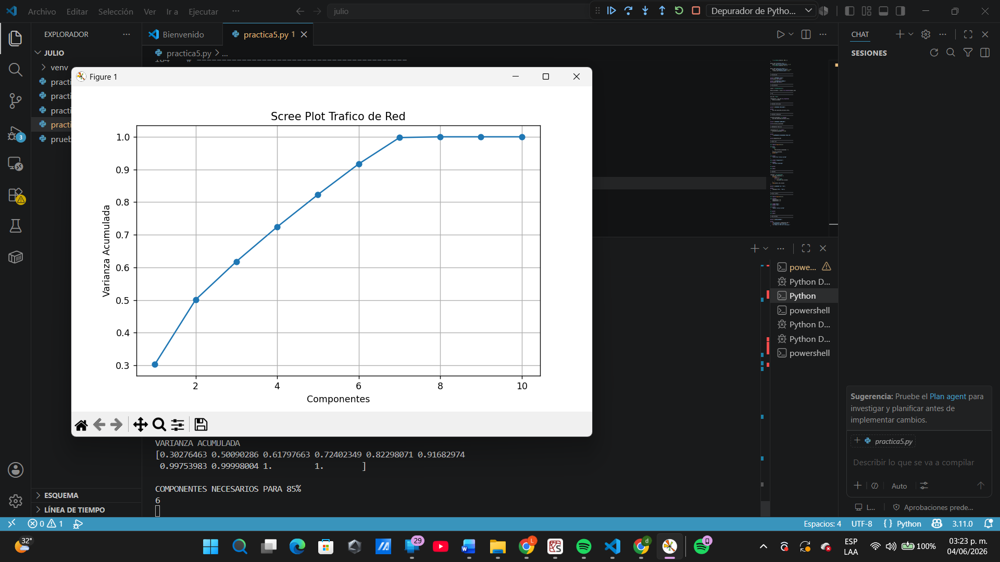 Archivo Editar Selección Ver Ir a Ejecutar ···
julio
Depurador de Pytho...
EXPLORADOR
Bienvenido
practica5.py 1
CHAT
JULIO
practica5.py > ...
SESIONES
184 # ==========================================
venv
Figure 1
practi
practi
practi
practi
prueb
Scree Plot Trafico de Red
1.0
0.9
0.8
0.7
0.6
0.5
0.4
0.3
Varianza Acumulada
2 4 6 8 10
Componentes
powe...
Python D...
Python
powershell
Python D...
Python D...
powershell
3
VARIANZA ACUMULADA
[0.30276463 0.50090286 0.61797663 0.72402349 0.82298071 0.91682974
0.99753983 0.99998004 1. 1. ]
COMPONENTES NECESARIOS PARA 85%
6
Sugerencia: Pruebe el Plan agent para
investigar y planificar antes de
implementar cambios.
practica5.py
Describir lo que se va a compilar
Auto
L...
Aprobaciones prede...
ESQUEMA
LÍNEA DE TIEMPO
0 1
Espacios: 4 UTF-8 { } Python 3.11.0
32°
29
ESP
LAA
100%
03:23 p. m.
04/06/2026